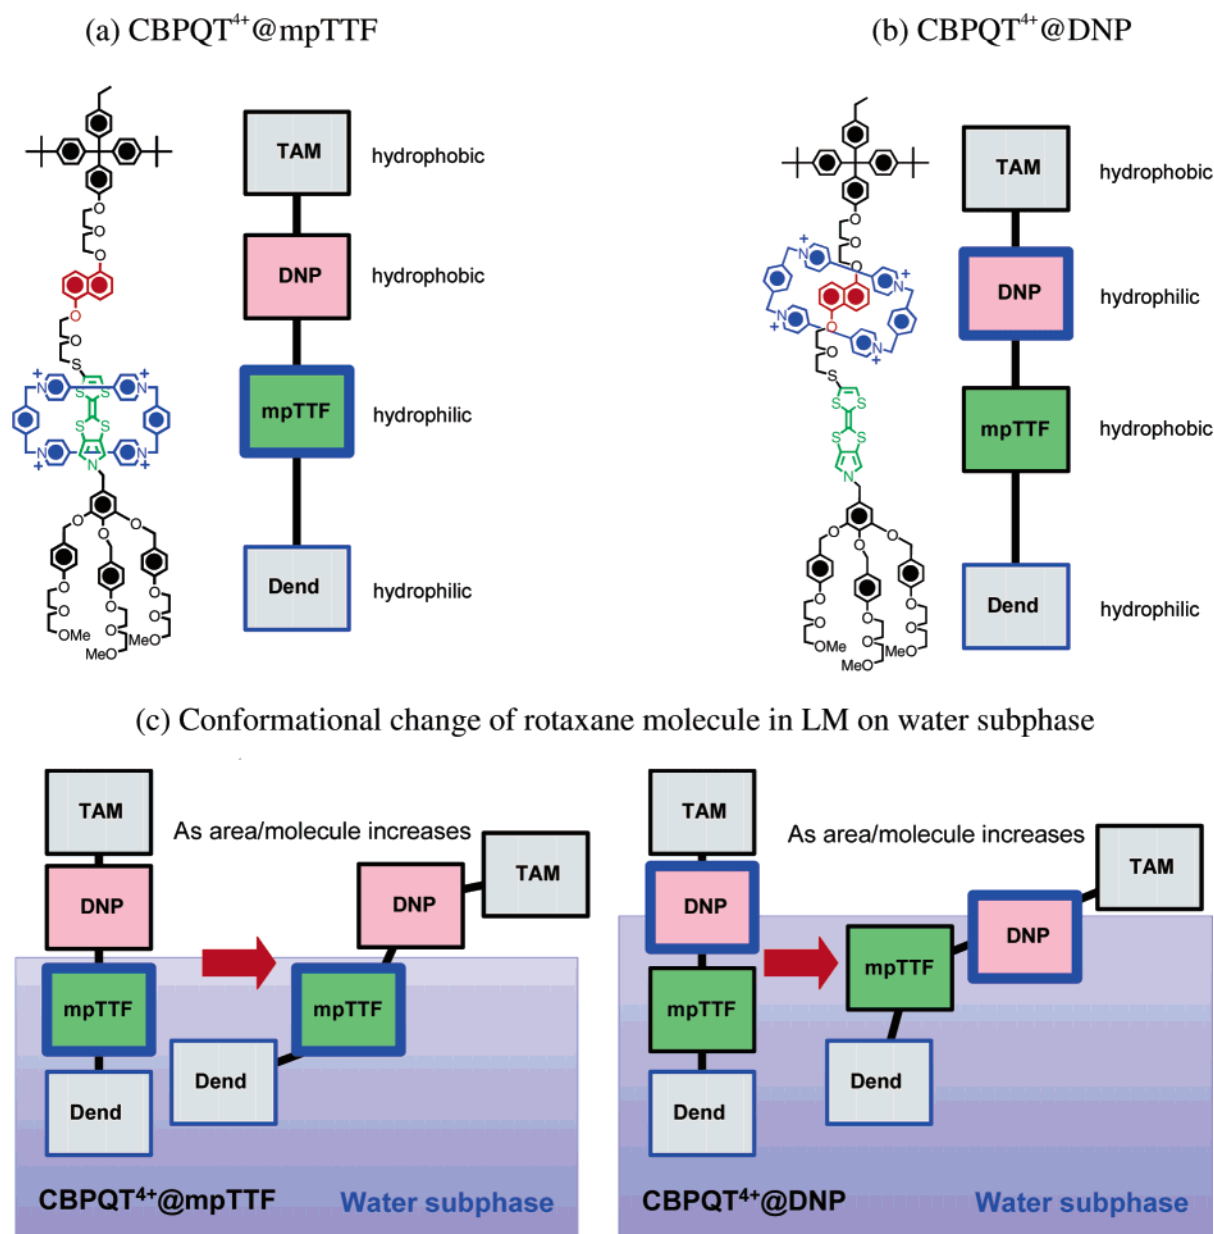 (a) CBPQT⁴⁺@mpTTF
(b) CBPQT⁴⁺@DNP
TAM
hydrophobic
DNP
hydrophobic
mpTTF
hydrophilic
Dend
hydrophilic
O
O
O
O
O
S
S
S
S
S
N
+
N
+
N
+
N
+
N
O
O
O
O
O
O
O
O
O
OMe
MeO
MeO
TAM
hydrophobic
DNP
hydrophilic
mpTTF
hydrophobic
Dend
hydrophilic
O
O
O
O
O
N
+
N
+
N
+
N
+
S
S
S
S
S
N
O
O
O
O
O
O
O
O
O
OMe
MeO
MeO
(c) Conformational change of rotaxane molecule in LM on water subphase
TAM
DNP
mpTTF
Dend
As area/molecule increases
TAM
DNP
mpTTF
Dend
CBPQT⁴⁺@mpTTF
Water subphase
TAM
DNP
mpTTF
Dend
As area/molecule increases
TAM
DNP
mpTTF
Dend
CBPQT⁴⁺@DNP
Water subphase